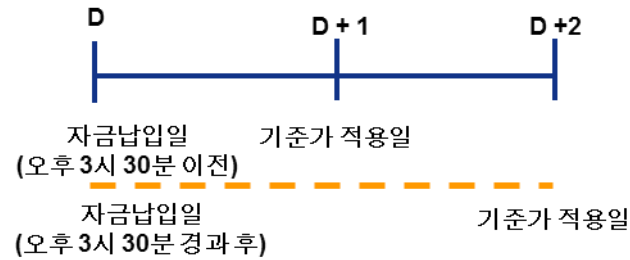 D D + 1 D +2
자금납입일 기준가 적용일
(오후 3시 30분 이전)
자금납입일 기준가 적용일
(오후 3시 30분 경과 후)